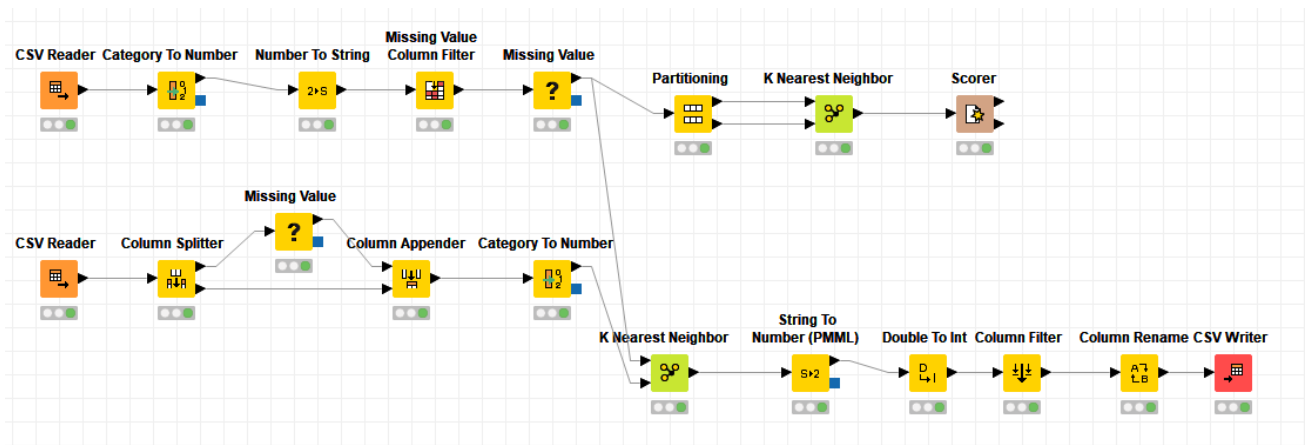 Missing Value
CSV Reader Category To Number Number To String Column Filter Missing Value
Partitioning K Nearest Neighbor Scorer
2▸S
?
Missing Value
?
CSV Reader Column Splitter Column Appender Category To Number
String To
K Nearest Neighbor Number (PMML) Double To Int Column Filter Column Rename CSV Writer
S▸2